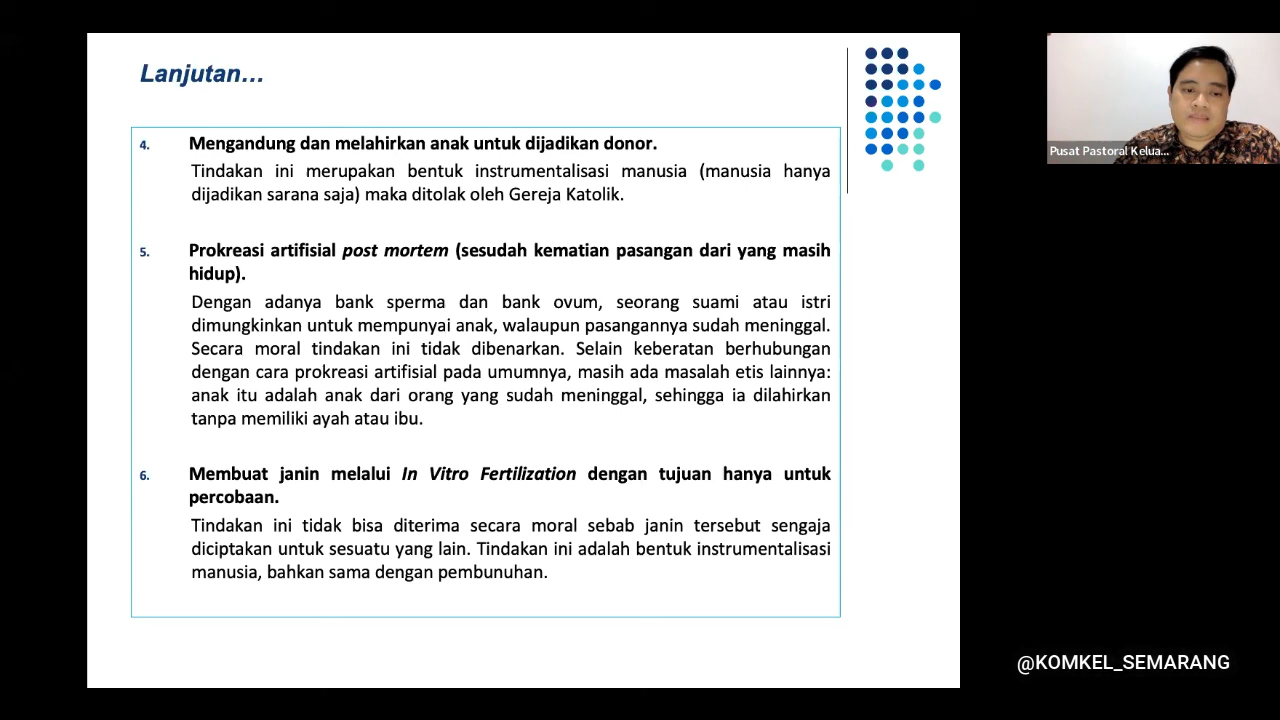 Lanjutan...
4. Mengandung dan melahirkan anak untuk dijadikan donor.
Tindakan ini merupakan bentuk instrumentalisasi manusia (manusia hanya
dijadikan sarana saja) maka ditolak oleh Gereja Katolik.
5. Prokreasi artifisial post mortem (sesudah kematian pasangan dari yang masih
hidup).
Dengan adanya bank sperma dan bank ovum, seorang suami atau istri
dimungkinkan untuk mempunyai anak, walaupun pasangannya sudah meninggal.
Secara moral tindakan ini tidak dibenarkan. Selain keberatan berhubungan
dengan cara prokreasi artifisial pada umumnya, masih ada masalah etis lainnya:
anak itu adalah anak dari orang yang sudah meninggal, sehingga ia dilahirkan
tanpa memiliki ayah atau ibu.
6. Membuat janin melalui In Vitro Fertilization dengan tujuan hanya untuk
percobaan.
Tindakan ini tidak bisa diterima secara moral sebab janin tersebut sengaja
diciptakan untuk sesuatu yang lain. Tindakan ini adalah bentuk instrumentalisasi
manusia, bahkan sama dengan pembunuhan.
Pusat Pastoral Kelua...
@KOMKEL_SEMARANG